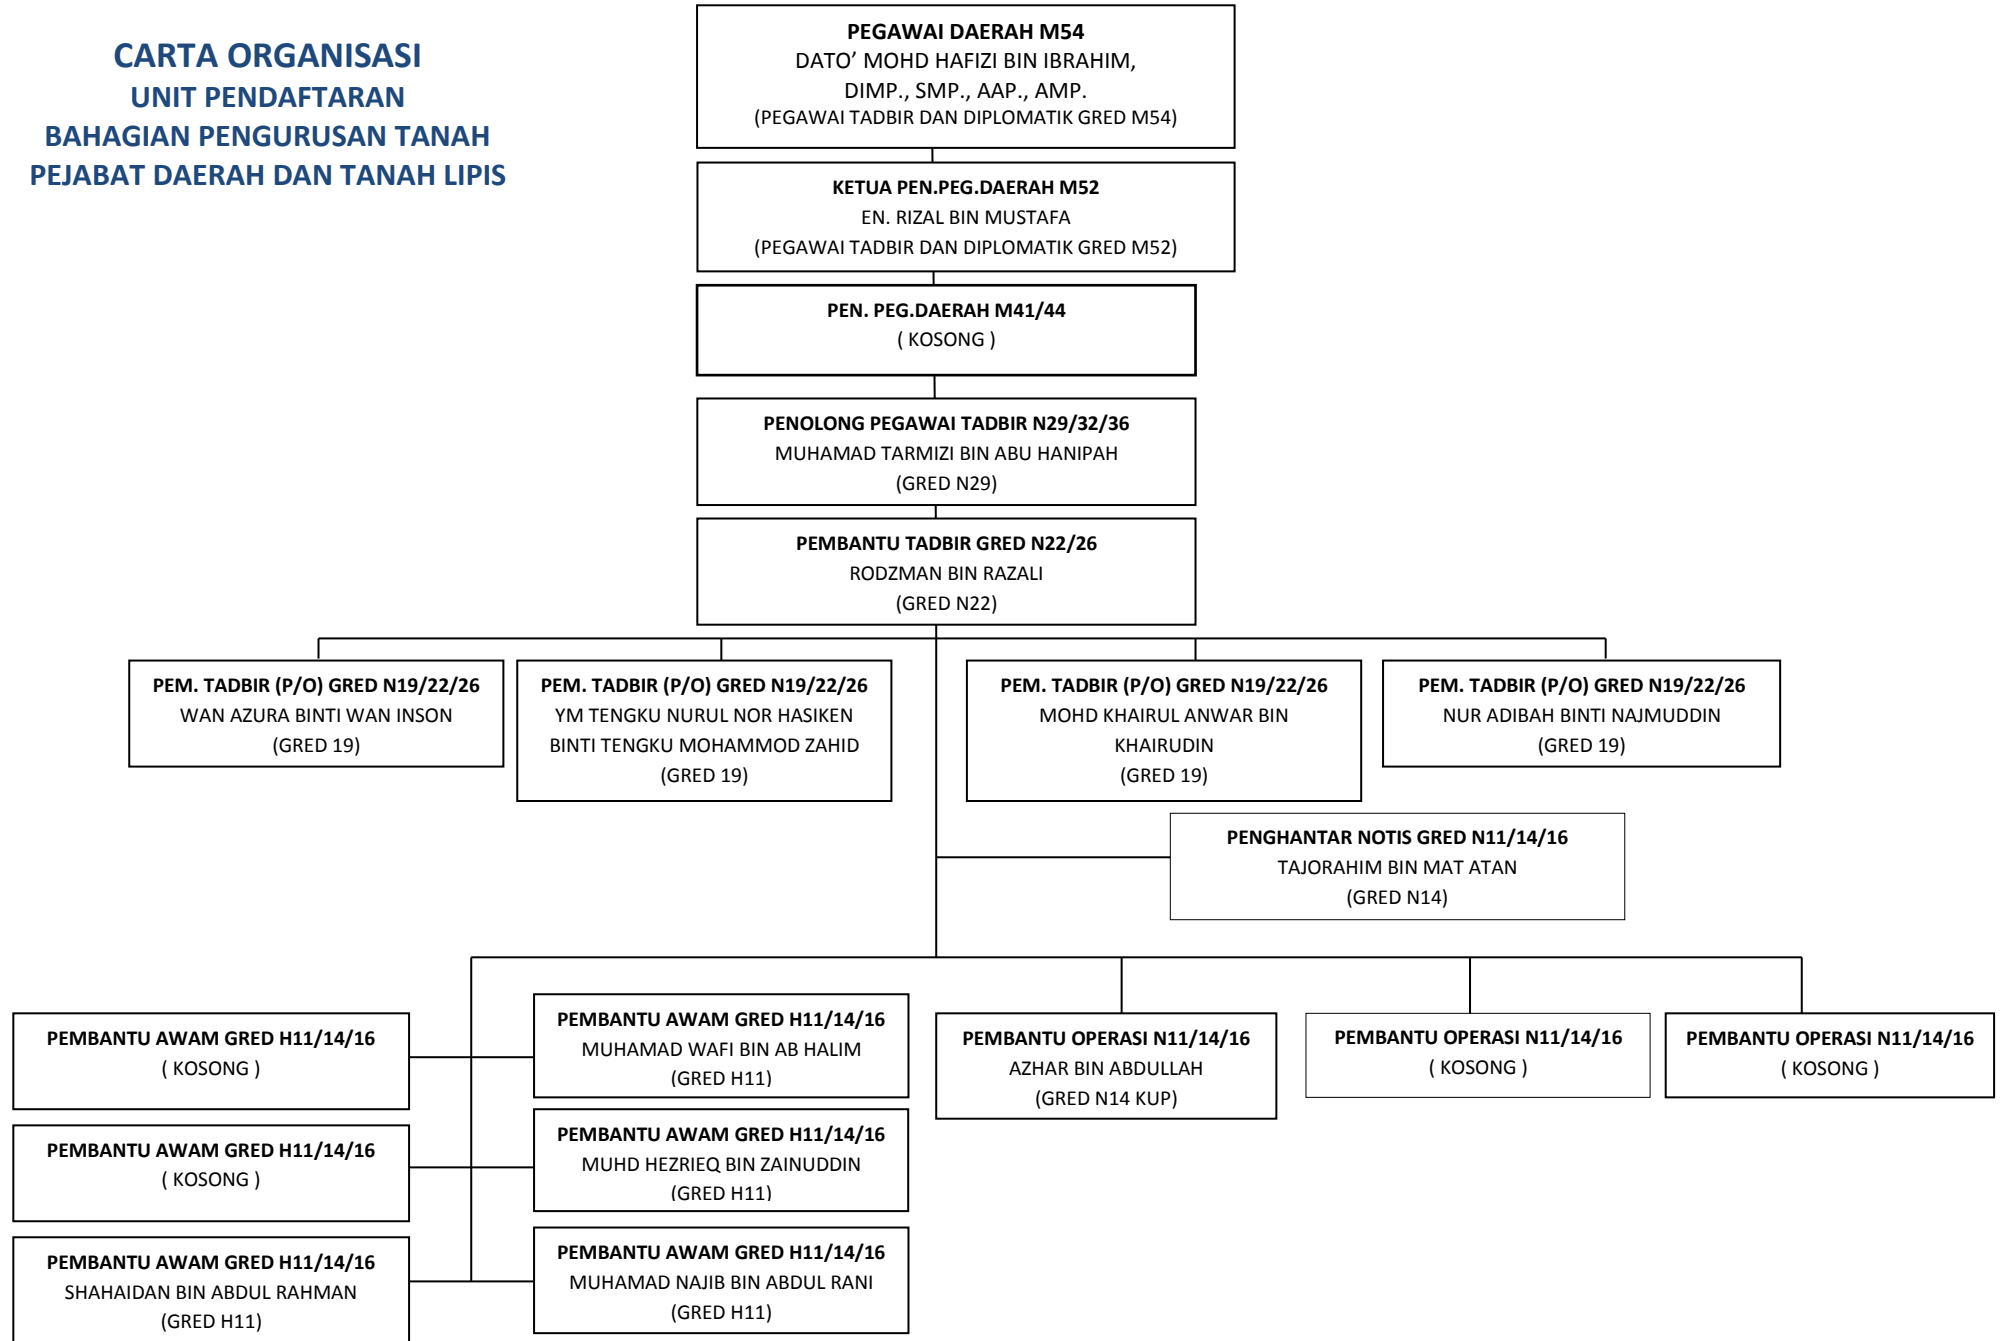 CARTA ORGANISASI
UNIT PENDAFTARAN
BAHAGIAN PENGURUSAN TANAH
PEJABAT DAERAH DAN TANAH LIPIS
PEGAWAI DAERAH M54
DATO’ MOHD HAFIZI BIN IBRAHIM,
DIMP., SMP., AAP., AMP.
(PEGAWAI TADBIR DAN DIPLOMATIK GRED M54)
KETUA PEN.PEG.DAERAH M52
EN. RIZAL BIN MUSTAFA
(PEGAWAI TADBIR DAN DIPLOMATIK GRED M52)
PEN. PEG.DAERAH M41/44
( KOSONG )
PENOLONG PEGAWAI TADBIR N29/32/36
MUHAMAD TARMIZI BIN ABU HANIPAH
(GRED N29)
PEMBANTU TADBIR GRED N22/26
RODZMAN BIN RAZALI
(GRED N22)
PEM. TADBIR (P/O) GRED N19/22/26
WAN AZURA BINTI WAN INSON
(GRED 19)
PEM. TADBIR (P/O) GRED N19/22/26
YM TENGKU NURUL NOR HASIKEN
BINTI TENGKU MOHAMMOD ZAHID
(GRED 19)
PEM. TADBIR (P/O) GRED N19/22/26
MOHD KHAIRUL ANWAR BIN
KHAIRUDIN
(GRED 19)
PEM. TADBIR (P/O) GRED N19/22/26
NUR ADIBAH BINTI NAJMUDDIN
(GRED 19)
PENGHANTAR NOTIS GRED N11/14/16
TAJORAHIM BIN MAT ATAN
(GRED N14)
PEMBANTU AWAM GRED H11/14/16
( KOSONG )
PEMBANTU AWAM GRED H11/14/16
MUHAMAD WAFI BIN AB HALIM
(GRED H11)
PEMBANTU OPERASI N11/14/16
AZHAR BIN ABDULLAH
(GRED N14 KUP)
PEMBANTU OPERASI N11/14/16
( KOSONG )
PEMBANTU OPERASI N11/14/16
( KOSONG )
PEMBANTU AWAM GRED H11/14/16
( KOSONG )
PEMBANTU AWAM GRED H11/14/16
MUHD HEZRIEQ BIN ZAINUDDIN
(GRED H11)
PEMBANTU AWAM GRED H11/14/16
SHAHAIDAN BIN ABDUL RAHMAN
(GRED H11)
PEMBANTU AWAM GRED H11/14/16
MUHAMAD NAJIB BIN ABDUL RANI
(GRED H11)